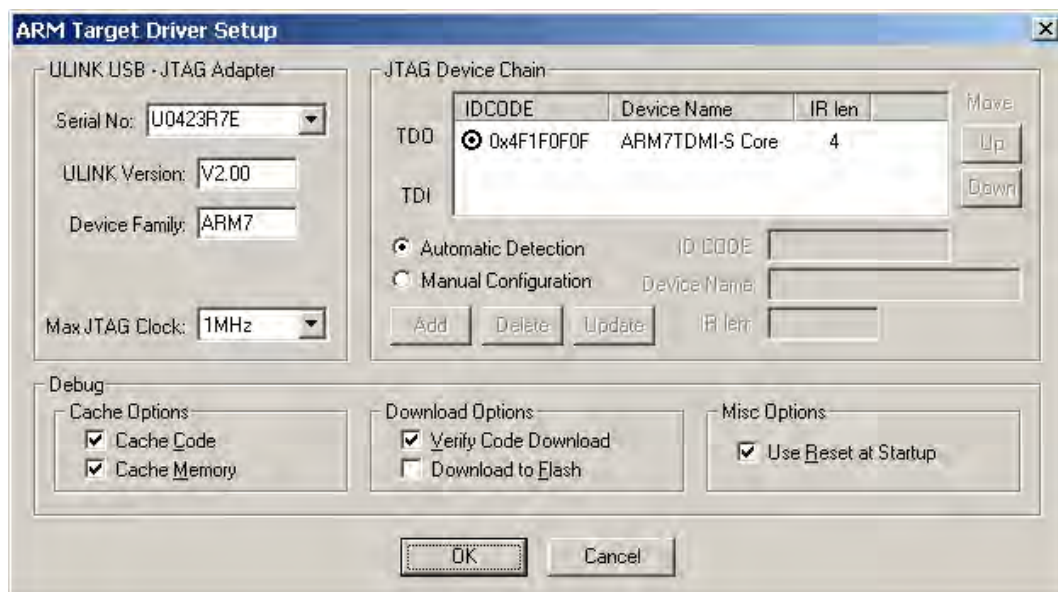 ARM Target Driver Setup
ULINK USB - JTAG Adapter
Serial No: U0423R7E
ULINK Version: V2.00
Device Family: ARM7
Max JTAG Clock: 1MHz
JTAG Device Chain
IDCODE Device Name IR len Move
TDO 0x4F1F0F0F ARM7TDMI-S Core 4 Up
TDI Down
Automatic Detection ID CODE:
Manual Configuration Device Name:
Add Delete Update IR len:
Debug
Cache Options
Cache Code
Cache Memory
Download Options
Verify Code Download
Download to Flash
Misc Options
Use Reset at Startup
OK Cancel